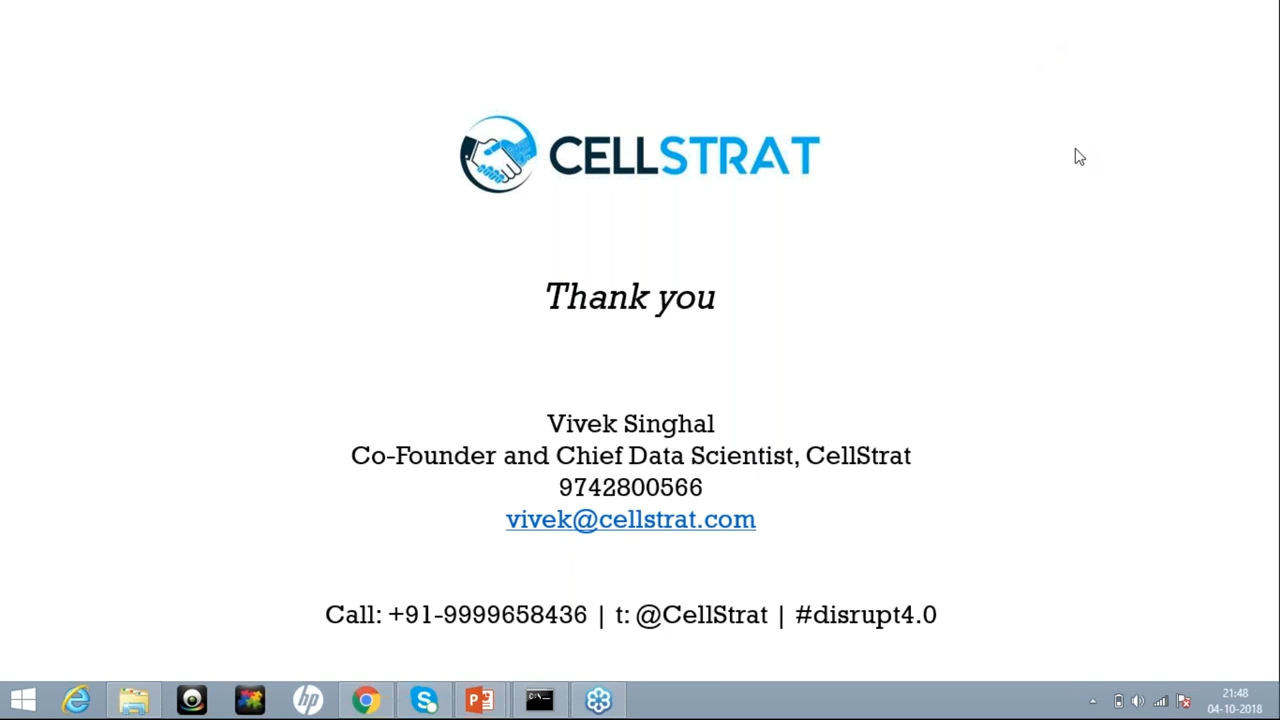 CELLSTRAT
Thank you
Vivek Singhal
Co-Founder and Chief Data Scientist, CellStrat
9742800566
vivek@cellstrat.com
Call: +91-9999658436 | t: @CellStrat | #disrupt4.0
hp
C:\_
21:48
04-10-2018